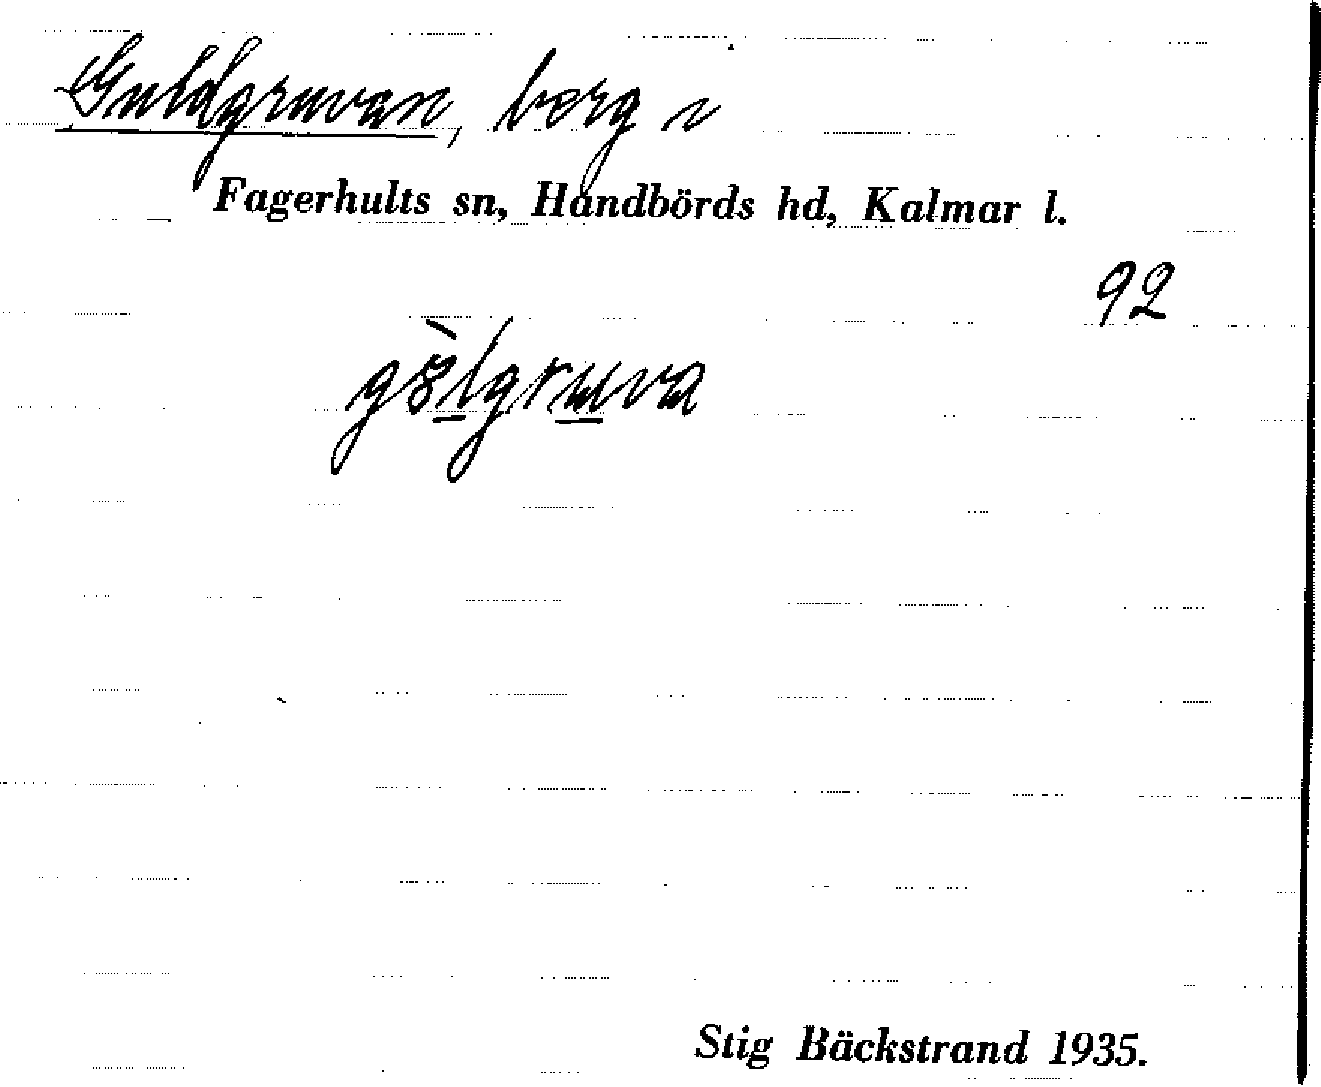 Guldgruvan, berg i
Fagerhults sn, Handbörds hd, Kalmar l.
92
Stig Bäckstrand 1935.